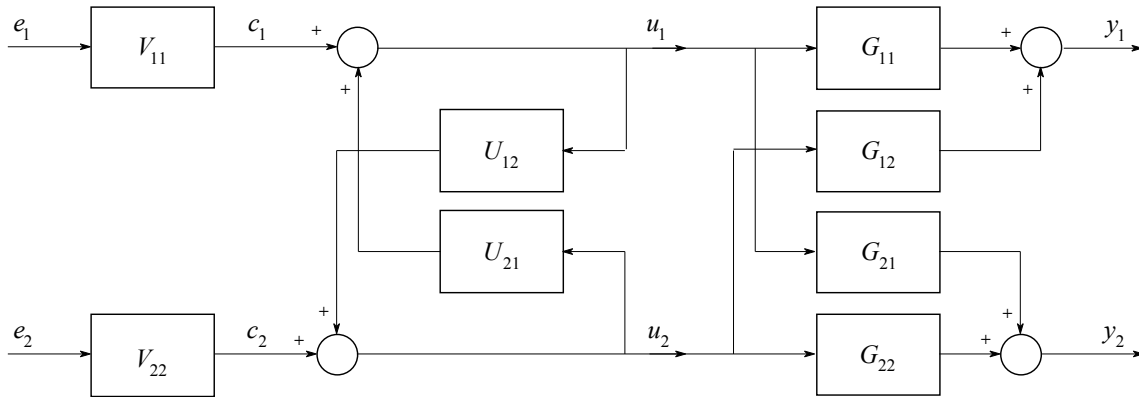 e₁ V₁₁ c₁ + u₁ G₁₁ + y₁
+ +
U₁₂ G₁₂
U₂₁ G₂₁
+ +
e₂ V₂₂ c₂ + u₂ G₂₂ + y₂